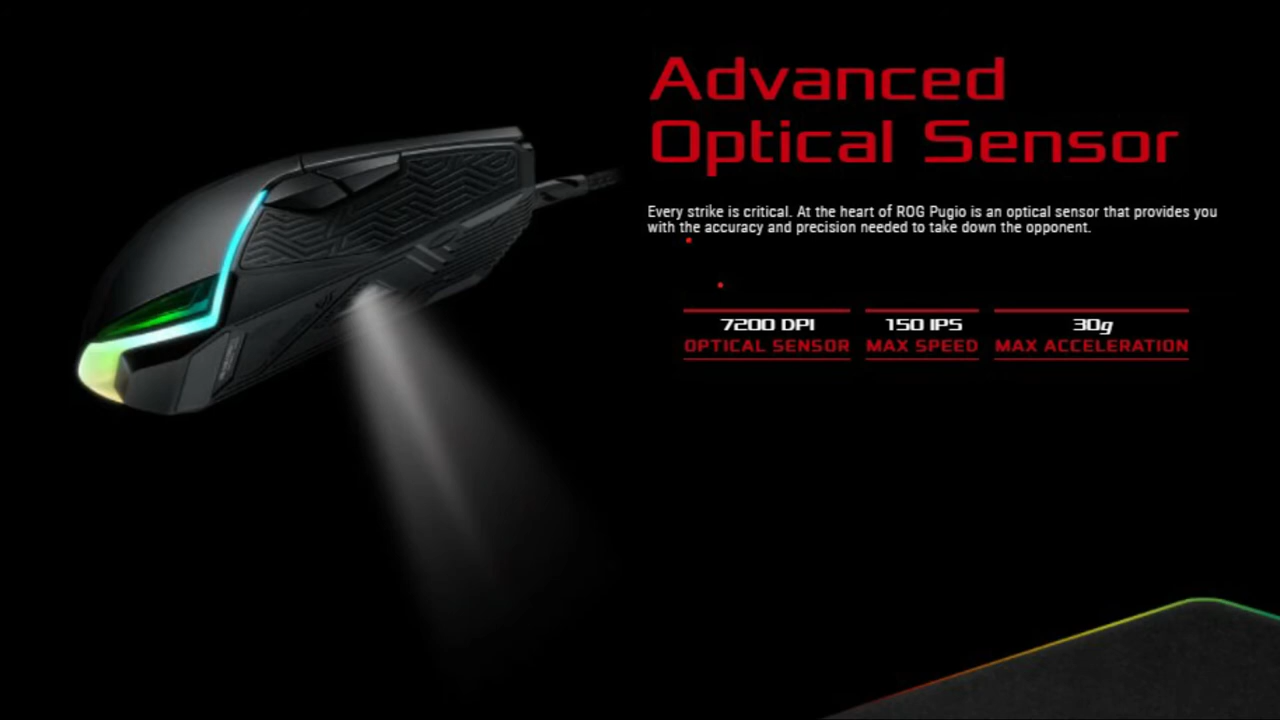 Advanced
Optical Sensor
Every strike is critical. At the heart of ROG Pugio is an optical sensor that provides you
with the accuracy and precision needed to take down the opponent.
7200 DPI
OPTICAL SENSOR
150 IPS
MAX SPEED
30g
MAX ACCELERATION